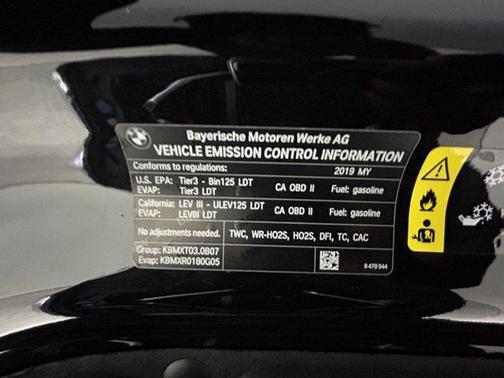 BMW
Bayerische Motoren Werke AG
VEHICLE EMISSION CONTROL INFORMATION
Conforms to regulations: 2019 MY
U.S. EPA: Tier3 - Bin125 LDT CA OBD II Fuel: gasoline
EVAP: Tier3 LDT
California: LEV III - ULEV125 LDT CA OBD II Fuel: gasoline
EVAP: LEVIII LDT
No adjustments needed. TWC, WR-HO2S, HO2S, DFI, TC, CAC
Group: KBMXT03.0B07
Evap: KBMXR0180G05
9 470 944